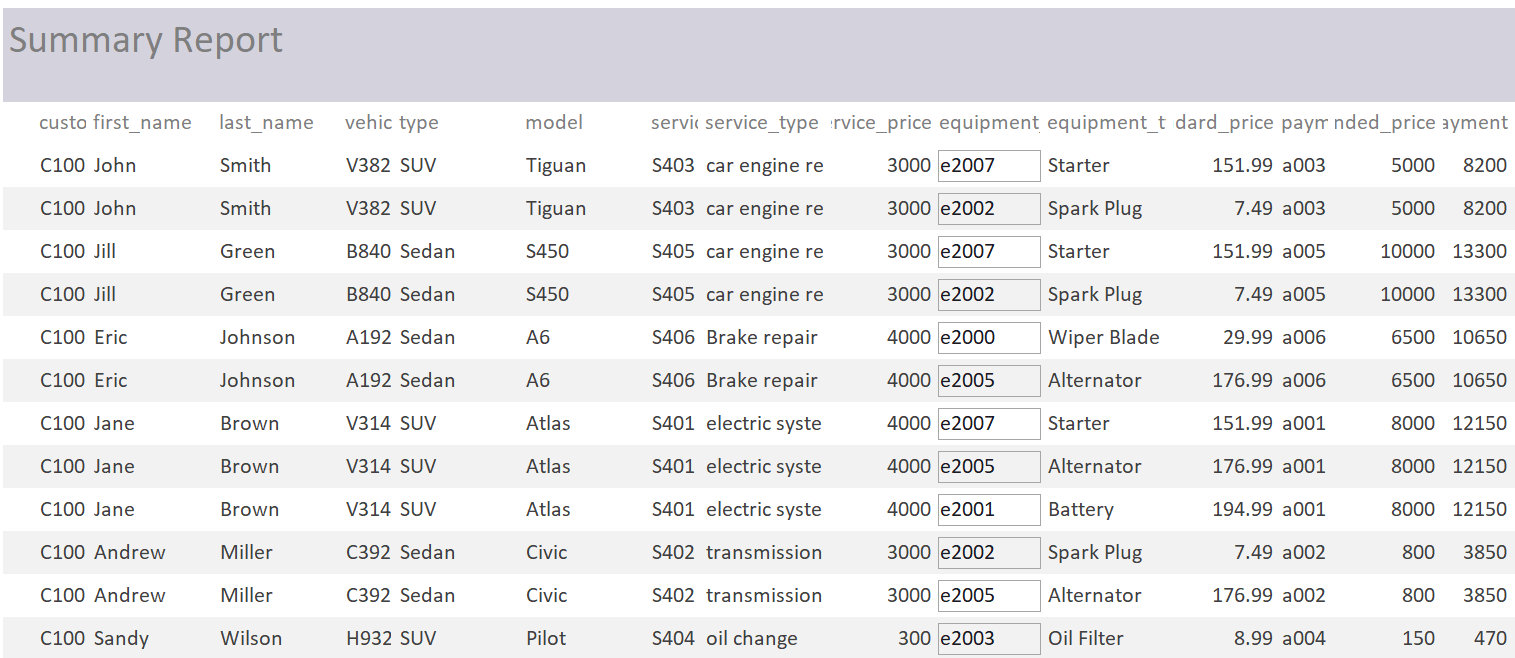 Summary Report
custo first_name last_name vehic type model servic service_type rvice_price equipment_ equipment_t dard_price paym nded_price ayment
C100 John Smith V382 SUV Tiguan S403 car engine re 3000 e2007 Starter 151.99 a003 5000 8200
C100 John Smith V382 SUV Tiguan S403 car engine re 3000 e2002 Spark Plug 7.49 a003 5000 8200
C100 Jill Green B840 Sedan S450 S405 car engine re 3000 e2007 Starter 151.99 a005 10000 13300
C100 Jill Green B840 Sedan S450 S405 car engine re 3000 e2002 Spark Plug 7.49 a005 10000 13300
C100 Eric Johnson A192 Sedan A6 S406 Brake repair 4000 e2000 Wiper Blade 29.99 a006 6500 10650
C100 Eric Johnson A192 Sedan A6 S406 Brake repair 4000 e2005 Alternator 176.99 a006 6500 10650
C100 Jane Brown V314 SUV Atlas S401 electric syste 4000 e2007 Starter 151.99 a001 8000 12150
C100 Jane Brown V314 SUV Atlas S401 electric syste 4000 e2005 Alternator 176.99 a001 8000 12150
C100 Jane Brown V314 SUV Atlas S401 electric syste 4000 e2001 Battery 194.99 a001 8000 12150
C100 Andrew Miller C392 Sedan Civic S402 transmission 3000 e2002 Spark Plug 7.49 a002 800 3850
C100 Andrew Miller C392 Sedan Civic S402 transmission 3000 e2005 Alternator 176.99 a002 800 3850
C100 Sandy Wilson H932 SUV Pilot S404 oil change 300 e2003 Oil Filter 8.99 a004 150 470